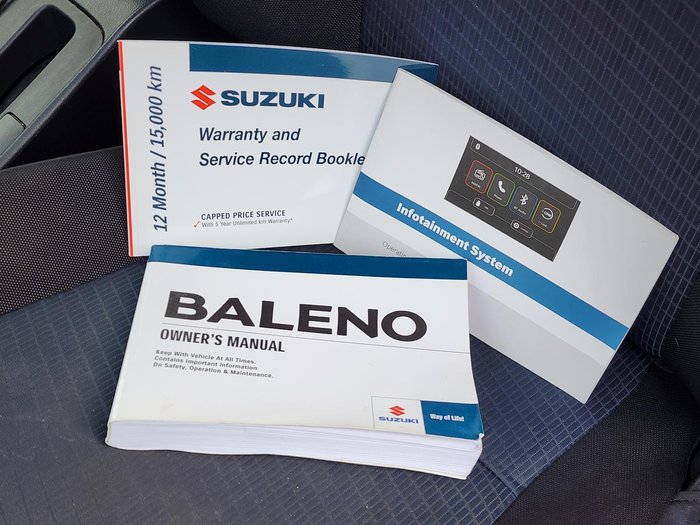 12 Month / 15,000 km
SUZUKI
Warranty and
Service Record Bookle
CAPPED PRICE SERVICE
With 5 Year Unlimited km Warranty*
10:28
Infotainment System
Operatin
BALENO
OWNER'S MANUAL
Keep With Vehicle At All Times.
Contains Important Information
On Safety, Operation & Maintenance.
SUZUKI
Way of Life!